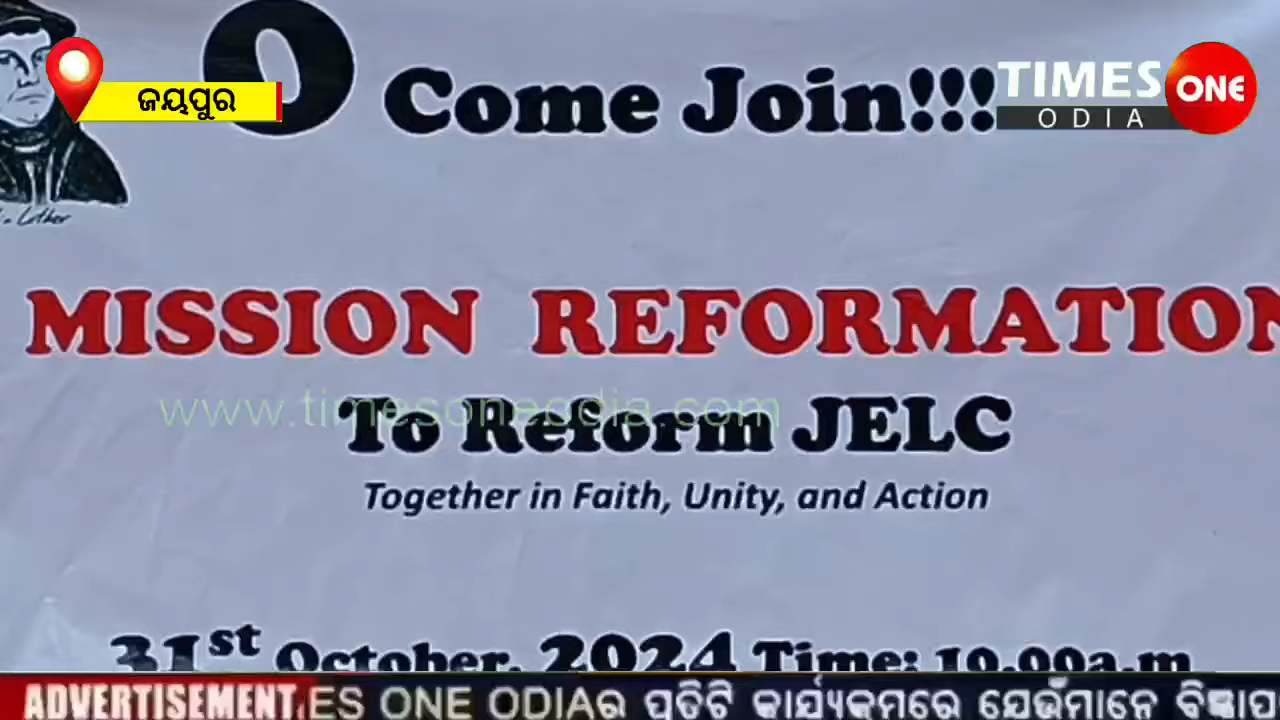 O Come Join!!!
TIMES ONE
ODIA
ଜୟପୁର
Luther
MISSION REFORMATION
www.timesoneodia.com
To Reform JELC
Together in Faith, Unity, and Action
31st October, 2024 Time: 10.00a.m
ADVERTISEMENT ES ONE ODIAର ପ୍ରତିଟି କାର୍ଯ୍ୟକ୍ରମରେ ଯେଉଁମାନେ